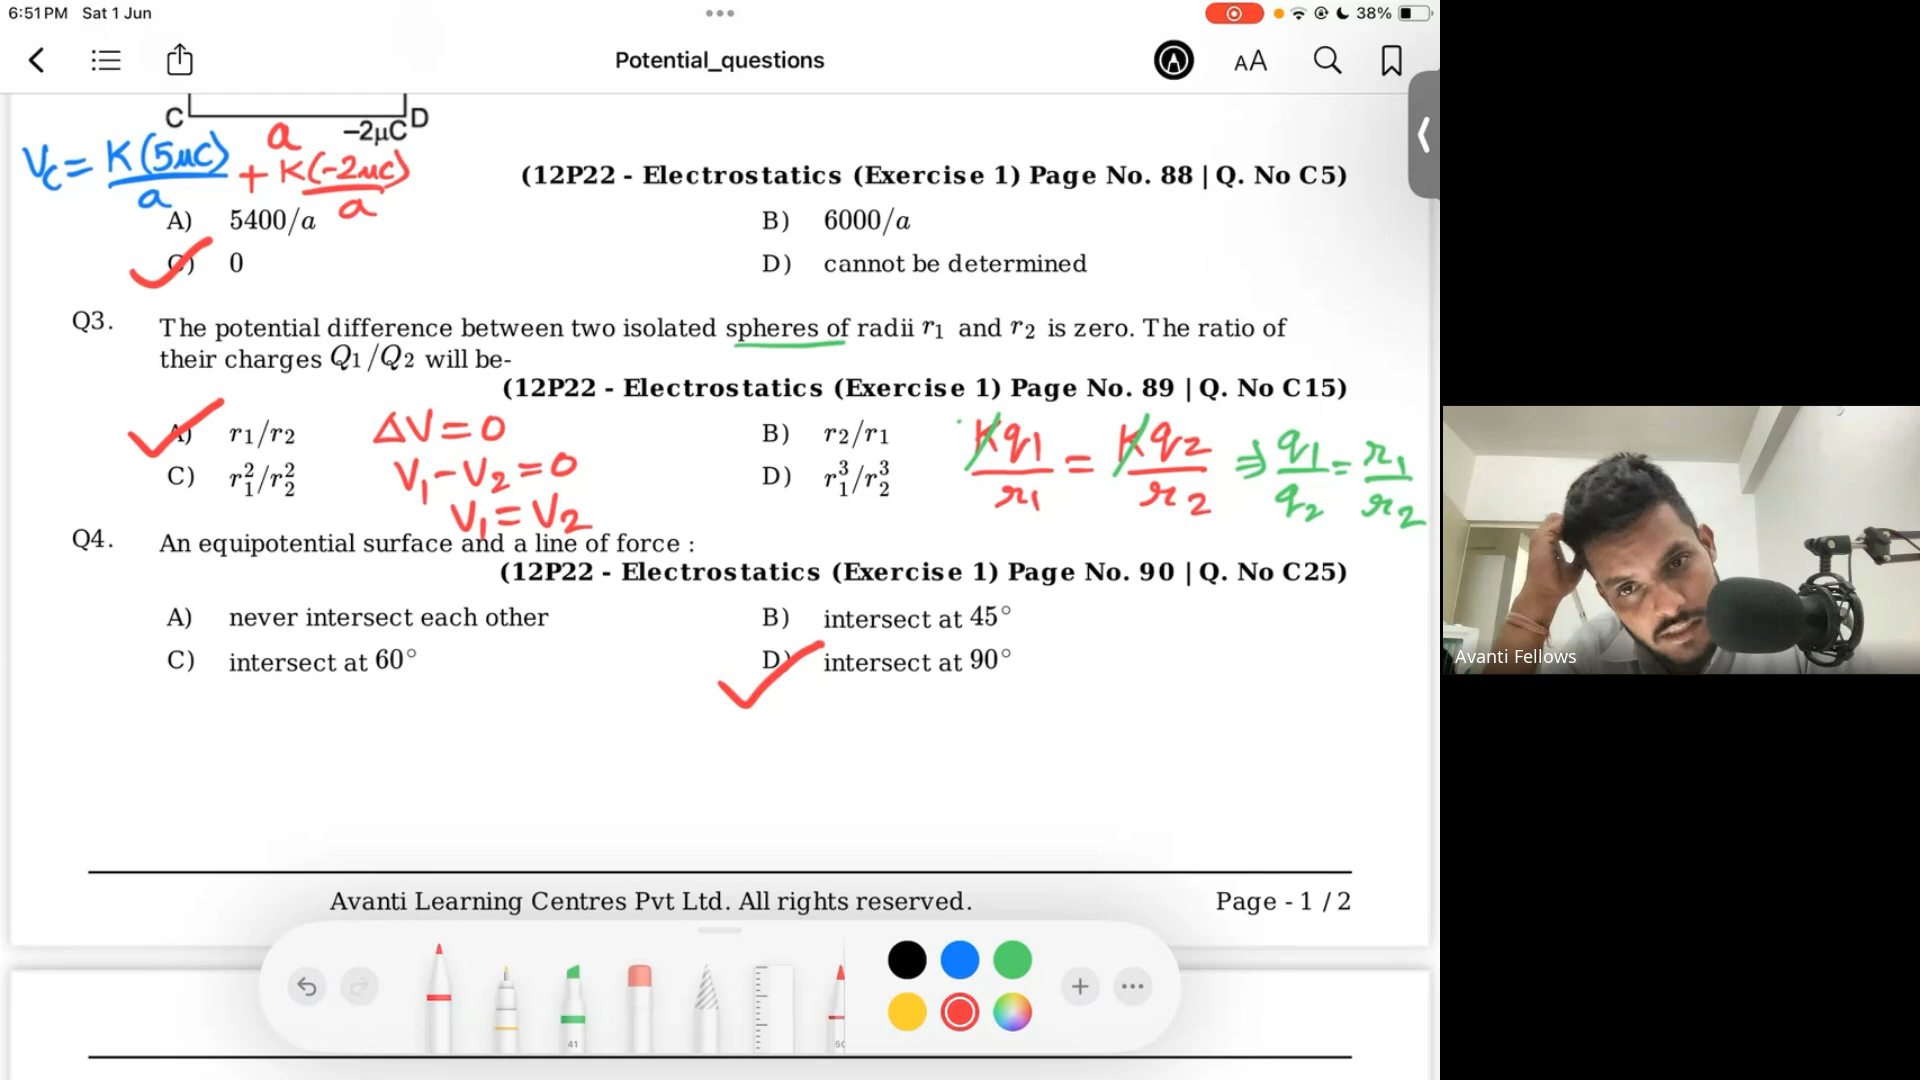 6:51 PM Sat 1 Jun
38%
Potential_questions
C D
a −2μC
Vc = K(5μC)/a + K(-2μC)/a
(12P22 - Electrostatics (Exercise 1) Page No. 88 | Q. No C5)
A) 5400/a B) 6000/a
C) 0 D) cannot be determined
Q3. The potential difference between two isolated spheres of radii r1 and r2 is zero. The ratio of
their charges Q1/Q2 will be-
(12P22 - Electrostatics (Exercise 1) Page No. 89 | Q. No C15)
A) r1/r2 B) r2/r1
C) r1²/r2² D) r1³/r2³
ΔV = 0
V1 - V2 = 0
V1 = V2
Kq1/r1 = Kq2/r2 ⇒ q1/q2 = r1/r2
Q4. An equipotential surface and a line of force :
(12P22 - Electrostatics (Exercise 1) Page No. 90 | Q. No C25)
A) never intersect each other B) intersect at 45°
C) intersect at 60° D) intersect at 90°
Avanti Learning Centres Pvt Ltd. All rights reserved. Page - 1 / 2
41
Avanti Fellows